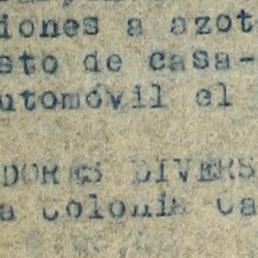 iones a azot
sto de casa-
utomóvil el
DORES DIVERS
a Colonia Ca